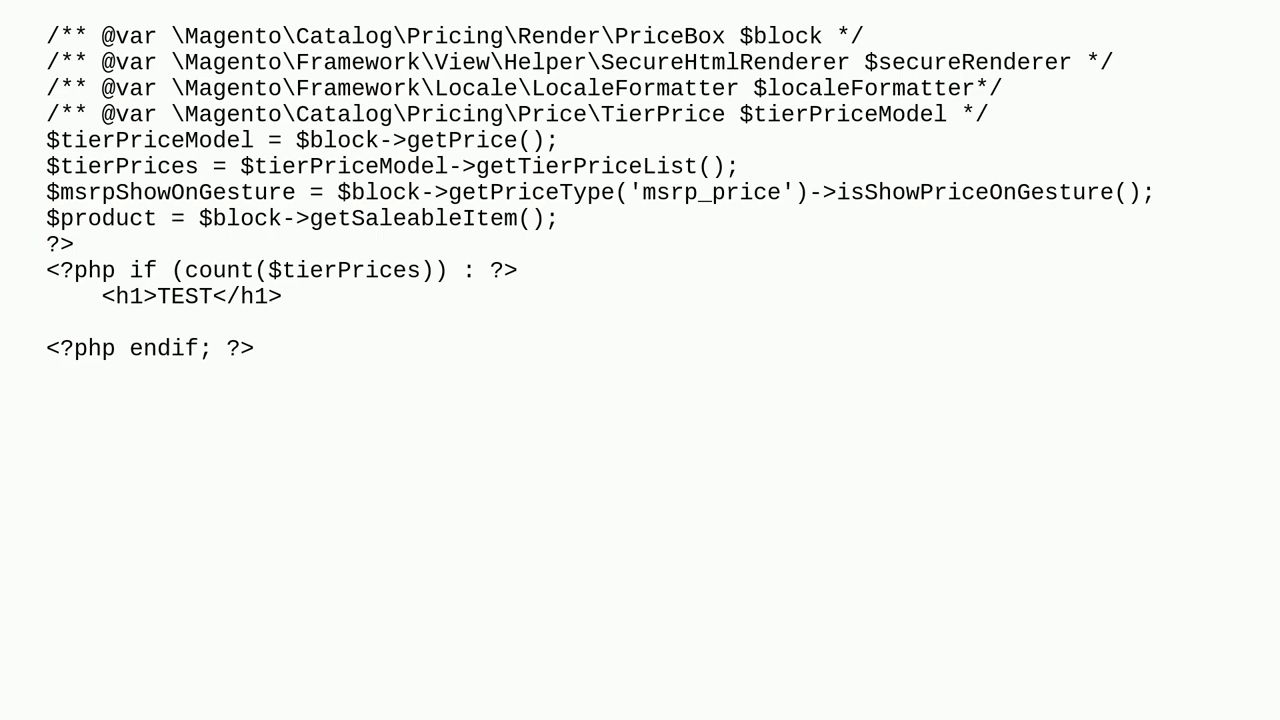 /** @var \Magento\Catalog\Pricing\Render\PriceBox $block */
/** @var \Magento\Framework\View\Helper\SecureHtmlRenderer $secureRenderer */
/** @var \Magento\Framework\Locale\LocaleFormatter $localeFormatter*/
/** @var \Magento\Catalog\Pricing\Price\TierPrice $tierPriceModel */
$tierPriceModel = $block->getPrice();
$tierPrices = $tierPriceModel->getTierPriceList();
$msrpShowOnGesture = $block->getPriceType('msrp_price')->isShowPriceOnGesture();
$product = $block->getSaleableItem();
?>
<?php if (count($tierPrices)) : ?>
    <h1>TEST</h1>

<?php endif; ?>